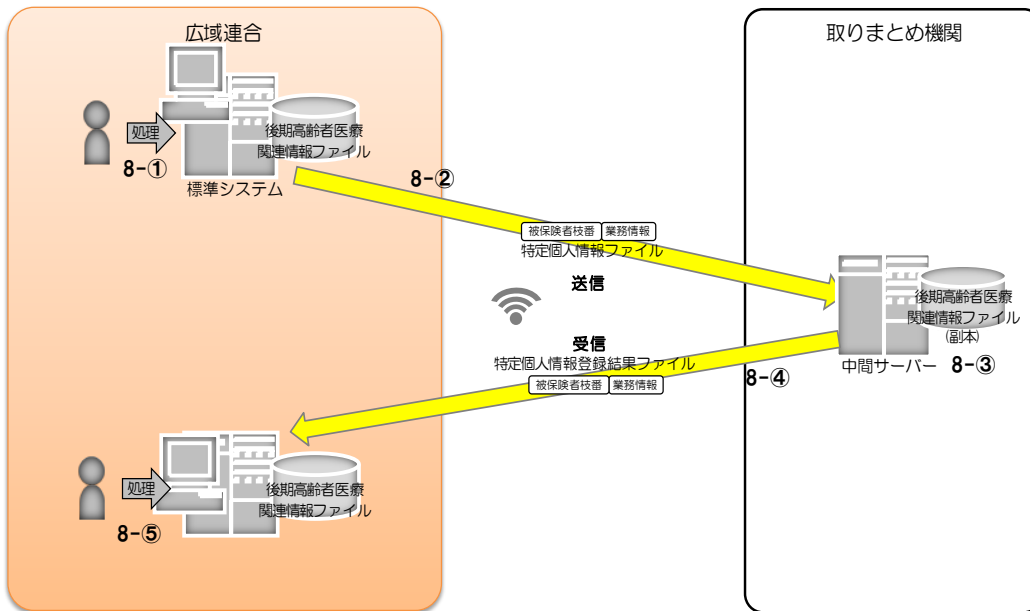 広域連合
取りまとめ機関
処理
8-①
後期高齢者医療
関連情報ファイル
標準システム
8-②
被保険者枝番 業務情報
特定個人情報ファイル
送信
後期高齢者医療
関連情報ファイル
(副本)
中間サーバー
8-③
受信
特定個人情報登録結果ファイル
被保険者枝番 業務情報
8-④
処理
8-⑤
後期高齢者医療
関連情報ファイル